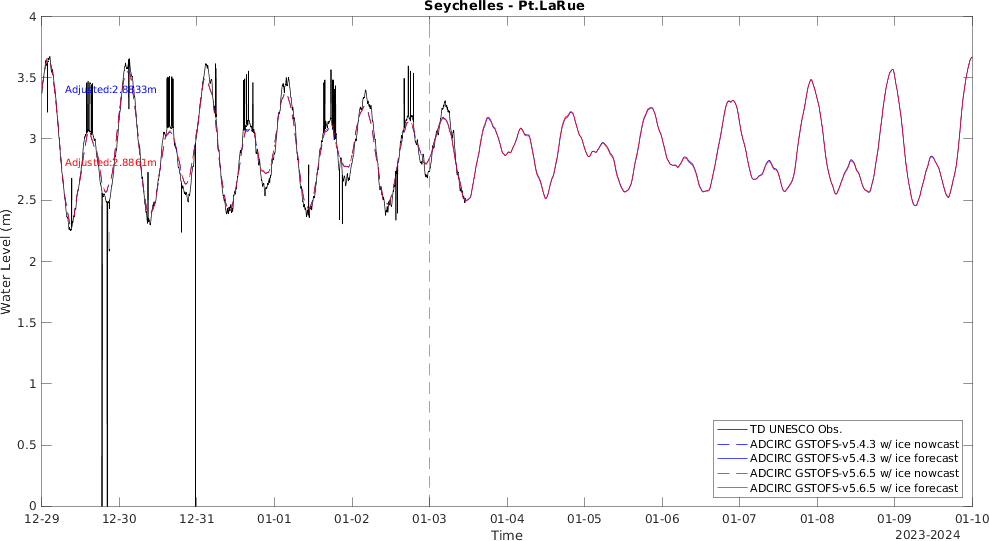 Seychelles - Pt.LaRue
4
3.5
3
2.5
2
1.5
1
0.5
0
Water Level (m)
Adjusted:2.8833m
Adjusted:2.8861m
TD UNESCO Obs.
ADCIRC GSTOFS-v5.4.3 w/ ice nowcast
ADCIRC GSTOFS-v5.4.3 w/ ice forecast
ADCIRC GSTOFS-v5.6.5 w/ ice nowcast
ADCIRC GSTOFS-v5.6.5 w/ ice forecast
12-29 12-30 12-31 01-01 01-02 01-03 01-04 01-05 01-06 01-07 01-08 01-09 01-10
Time
2023-2024